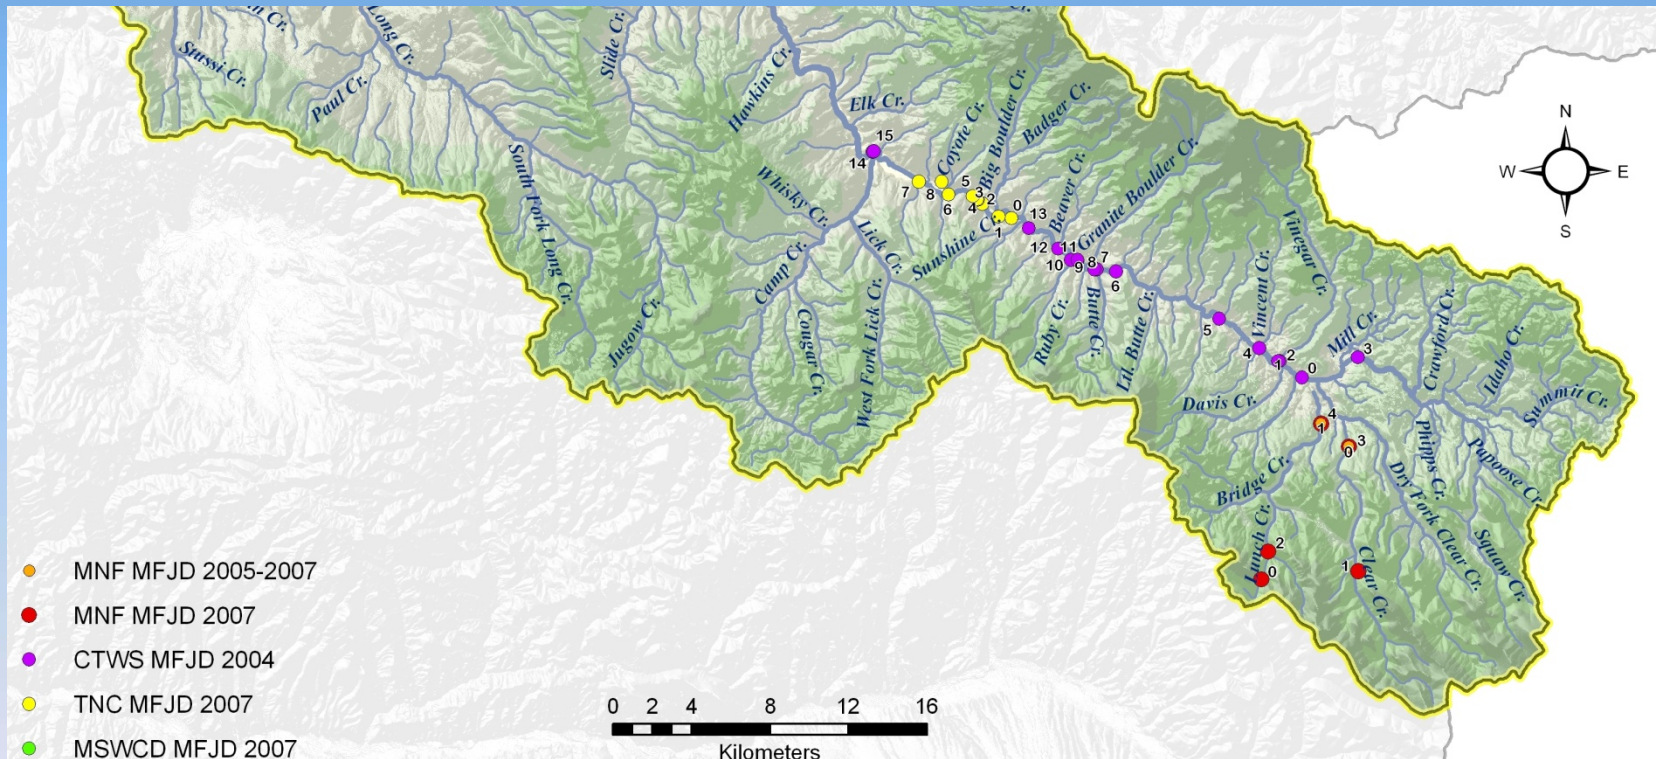 Long Cr.
Slide Cr.
Stussi Cr.
Paul Cr.
Hawkins Cr.
Elk Cr.
Coyote Cr.
Big Boulder Cr.
Badger Cr.
Beaver Cr.
Granite Boulder Cr.
South Fork Long Cr.
Whisky Cr.
Lick Cr.
Sunshine Cr.
Camp Cr.
Cougar Cr.
West Fork Lick Cr.
Jugow Cr.
Ruby Cr.
Butte Cr.
Lil. Butte Cr.
Vincent Cr.
Vinegar Cr.
Mill Cr.
Crawford Cr.
Idaho Cr.
Summit Cr.
Davis Cr.
Bridge Cr.
Phipps Cr.
Papoose Cr.
Dry Fork Clear Cr.
Squaw Cr.
Lunch Cr.
Clear Cr.
15
14
7
8
6
5
3
4
2
1
0
13
12
11
10
9
8
7
6
5
4
2
1
0
3
4
1
3
0
2
0
1
N
W E
S
MNF MFJD 2005-2007
MNF MFJD 2007
CTWS MFJD 2004
TNC MFJD 2007
MSWCD MFJD 2007
0 2 4 8 12 16
Kilometers